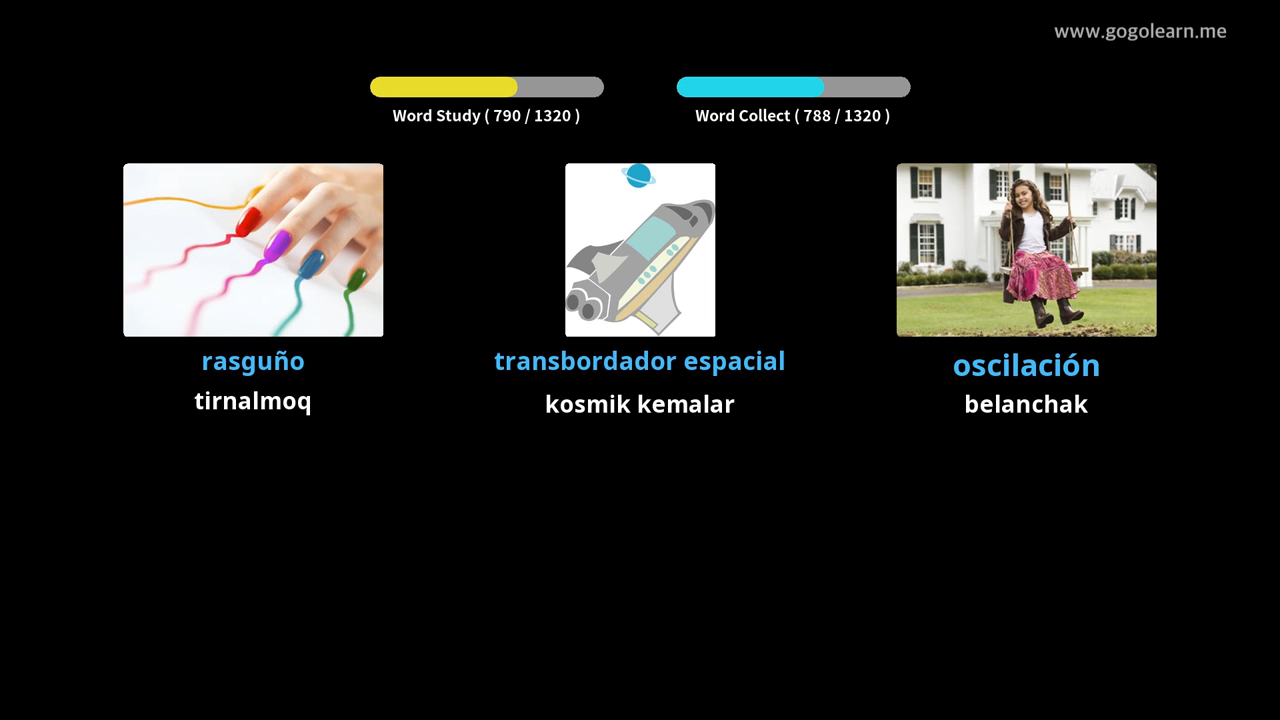 www.gogolearn.me
Word Study ( 790 / 1320 )
Word Collect ( 788 / 1320 )
rasguño
tirnalmoq
transbordador espacial
kosmik kemalar
oscilación
belanchak